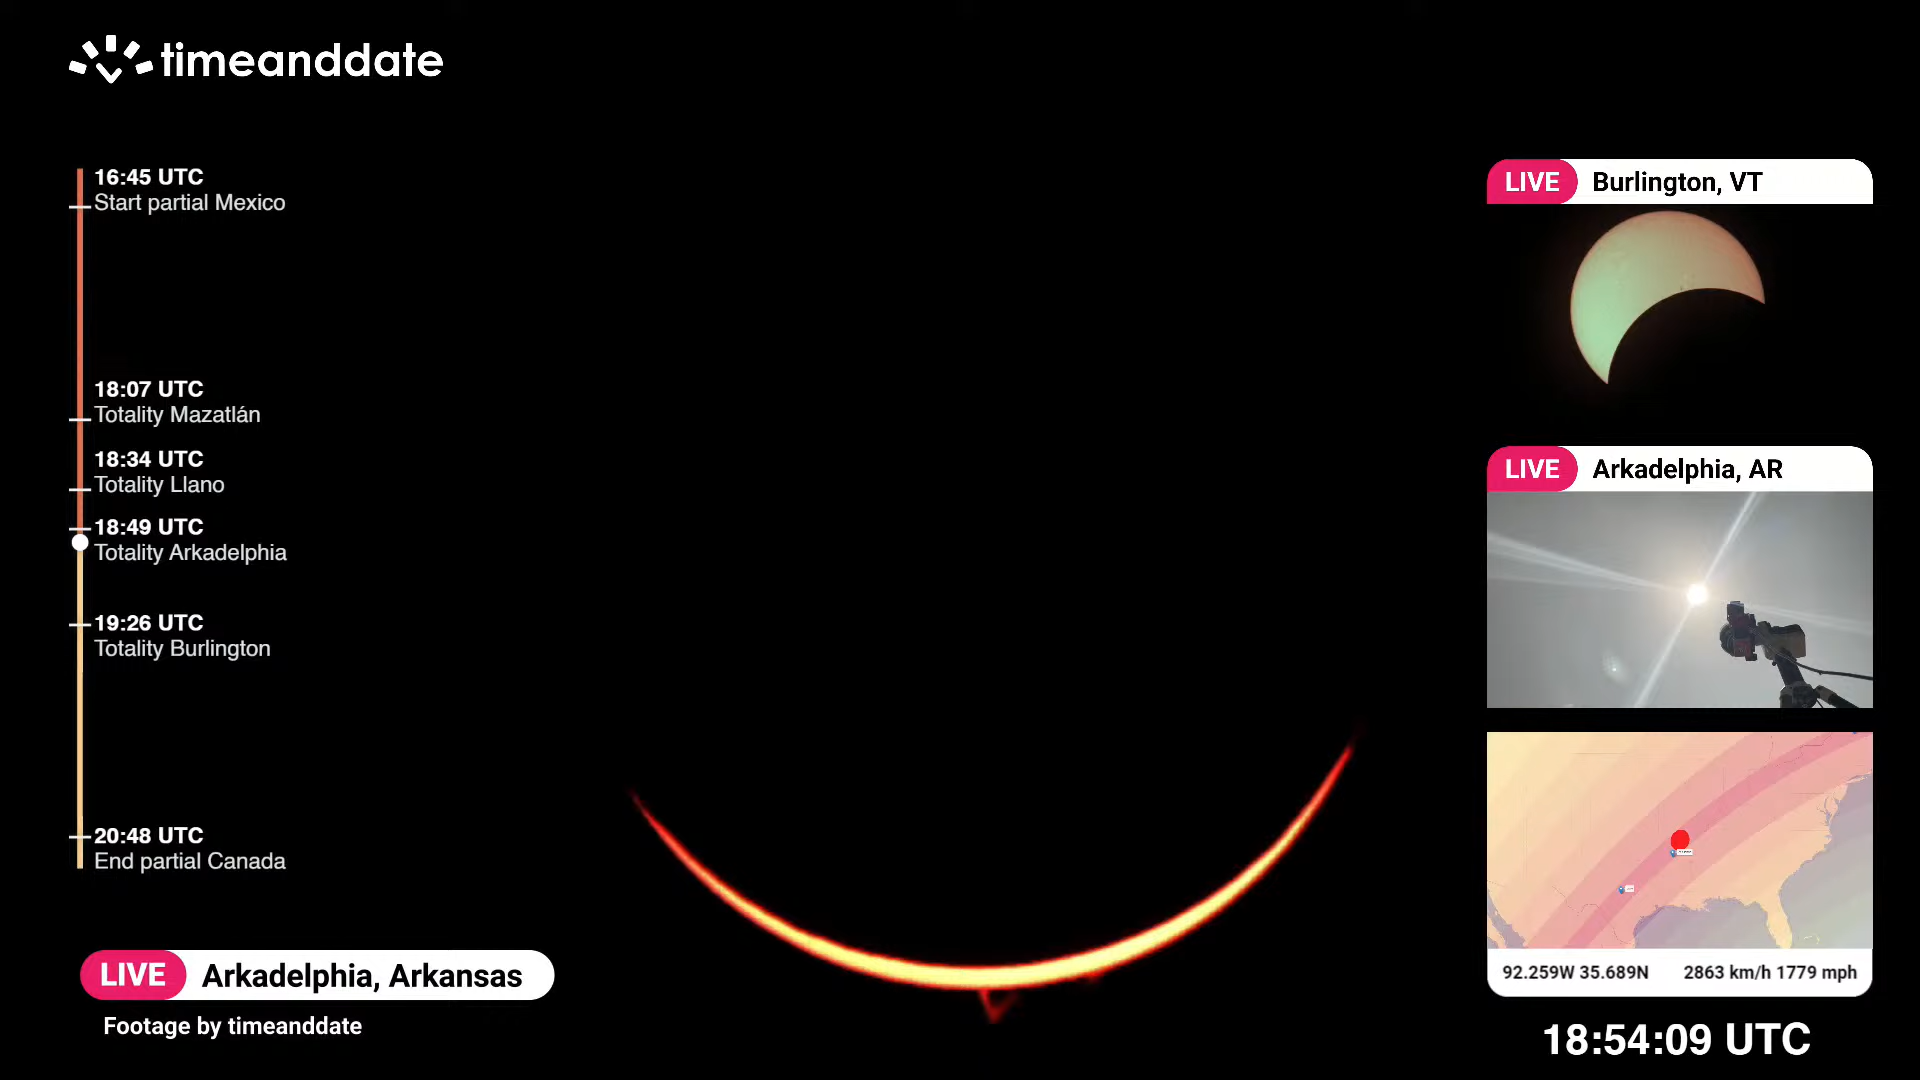 timeanddate
16:45 UTC
Start partial Mexico
18:07 UTC
Totality Mazatlán
18:34 UTC
Totality Llano
18:49 UTC
Totality Arkadelphia
19:26 UTC
Totality Burlington
20:48 UTC
End partial Canada
LIVE Arkadelphia, Arkansas
Footage by timeanddate
LIVE Burlington, VT
LIVE Arkadelphia, AR
92.259W 35.689N 2863 km/h 1779 mph
18:54:09 UTC